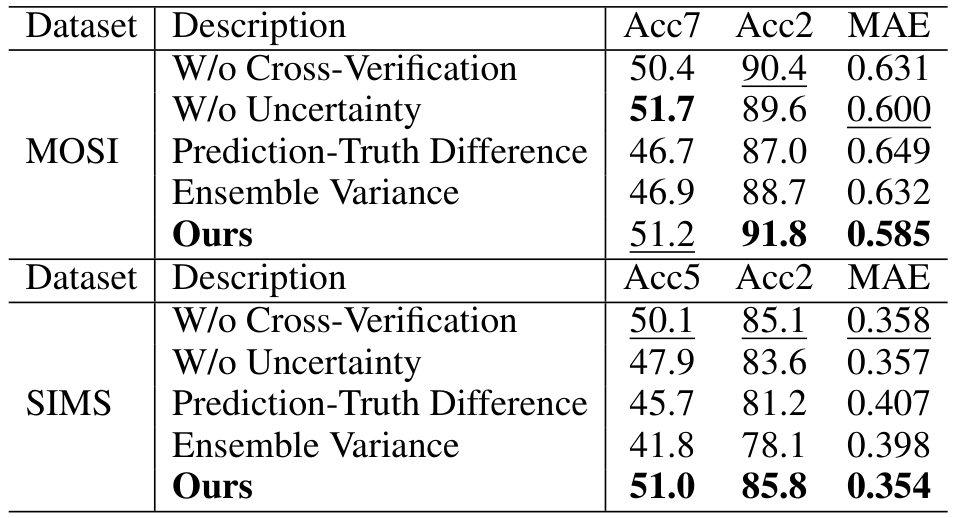 Dataset Description Acc7 Acc2 MAE
W/o Cross-Verification 50.4 90.4 0.631
W/o Uncertainty 51.7 89.6 0.600
MOSI Prediction-Truth Difference 46.7 87.0 0.649
Ensemble Variance 46.9 88.7 0.632
Ours 51.2 91.8 0.585
Dataset Description Acc5 Acc2 MAE
W/o Cross-Verification 50.1 85.1 0.358
W/o Uncertainty 47.9 83.6 0.357
SIMS Prediction-Truth Difference 45.7 81.2 0.407
Ensemble Variance 41.8 78.1 0.398
Ours 51.0 85.8 0.354